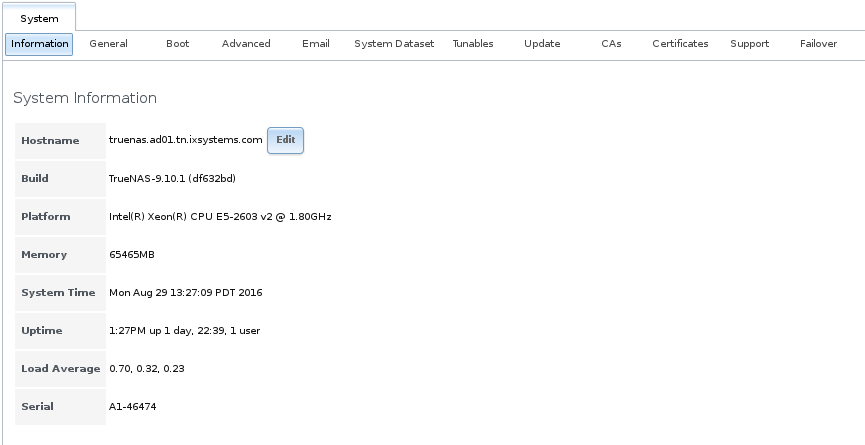 System
Information General Boot Advanced Email System Dataset Tunables Update CAs Certificates Support Failover
System Information
Hostname truenas.ad01.tn.ixsystems.com Edit
Build TrueNAS-9.10.1 (df632bd)
Platform Intel(R) Xeon(R) CPU E5-2603 v2 @ 1.80GHz
Memory 65465MB
System Time Mon Aug 29 13:27:09 PDT 2016
Uptime 1:27PM up 1 day, 22:39, 1 user
Load Average 0.70, 0.32, 0.23
Serial A1-46474